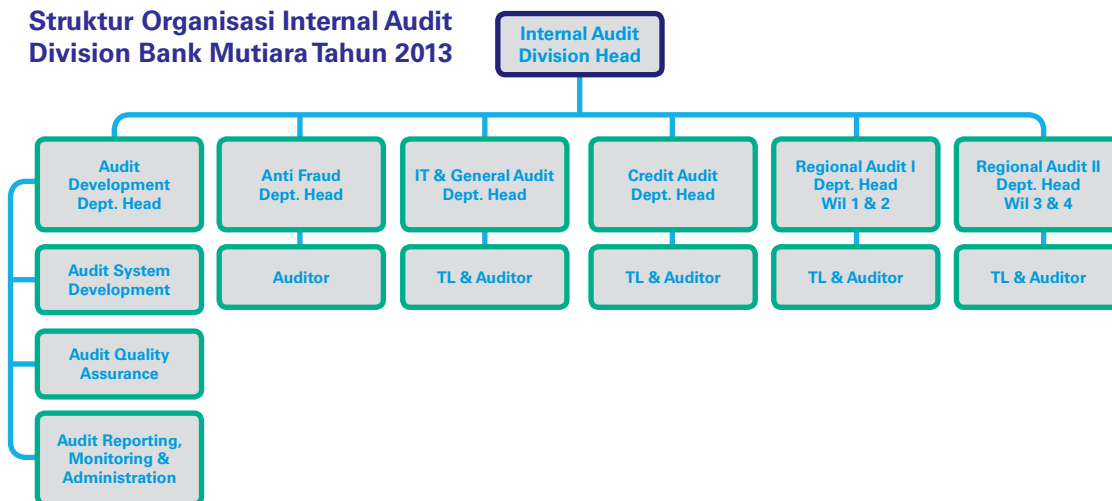 Struktur Organisasi Internal Audit
Division Bank Mutiara Tahun 2013
Internal Audit
Division Head
Audit
Development
Dept. Head
Anti Fraud
Dept. Head
IT & General Audit
Dept. Head
Credit Audit
Dept. Head
Regional Audit I
Dept. Head
Wil 1 & 2
Regional Audit II
Dept. Head
Wil 3 & 4
Audit System
Development
Auditor
TL & Auditor
TL & Auditor
TL & Auditor
TL & Auditor
Audit Quality
Assurance
Audit Reporting,
Monitoring &
Administration